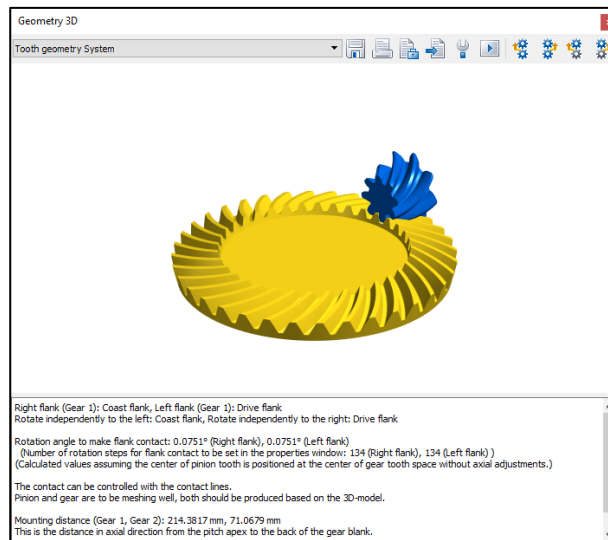 Geometry 3D
Tooth geometry System
Right flank (Gear 1): Coast flank, Left flank (Gear 1): Drive flank
Rotate independently to the left: Coast flank, Rotate independently to the right: Drive flank
Rotation angle to make flank contact: 0.0751° (Right flank), 0.0751° (Left flank)
(Number of rotation steps for flank contact to be set in the properties window: 134 (Right flank), 134 (Left flank) )
(Calculated values assuming the center of pinion tooth is positioned at the center of gear tooth space without axial adjustments.)
The contact can be controlled with the contact lines.
Pinion and gear are to be meshing well, both should be produced based on the 3D-model.
Mounting distance (Gear 1, Gear 2): 214.3817 mm, 71.0679 mm
This is the distance in axial direction from the pitch apex to the back of the gear blank.